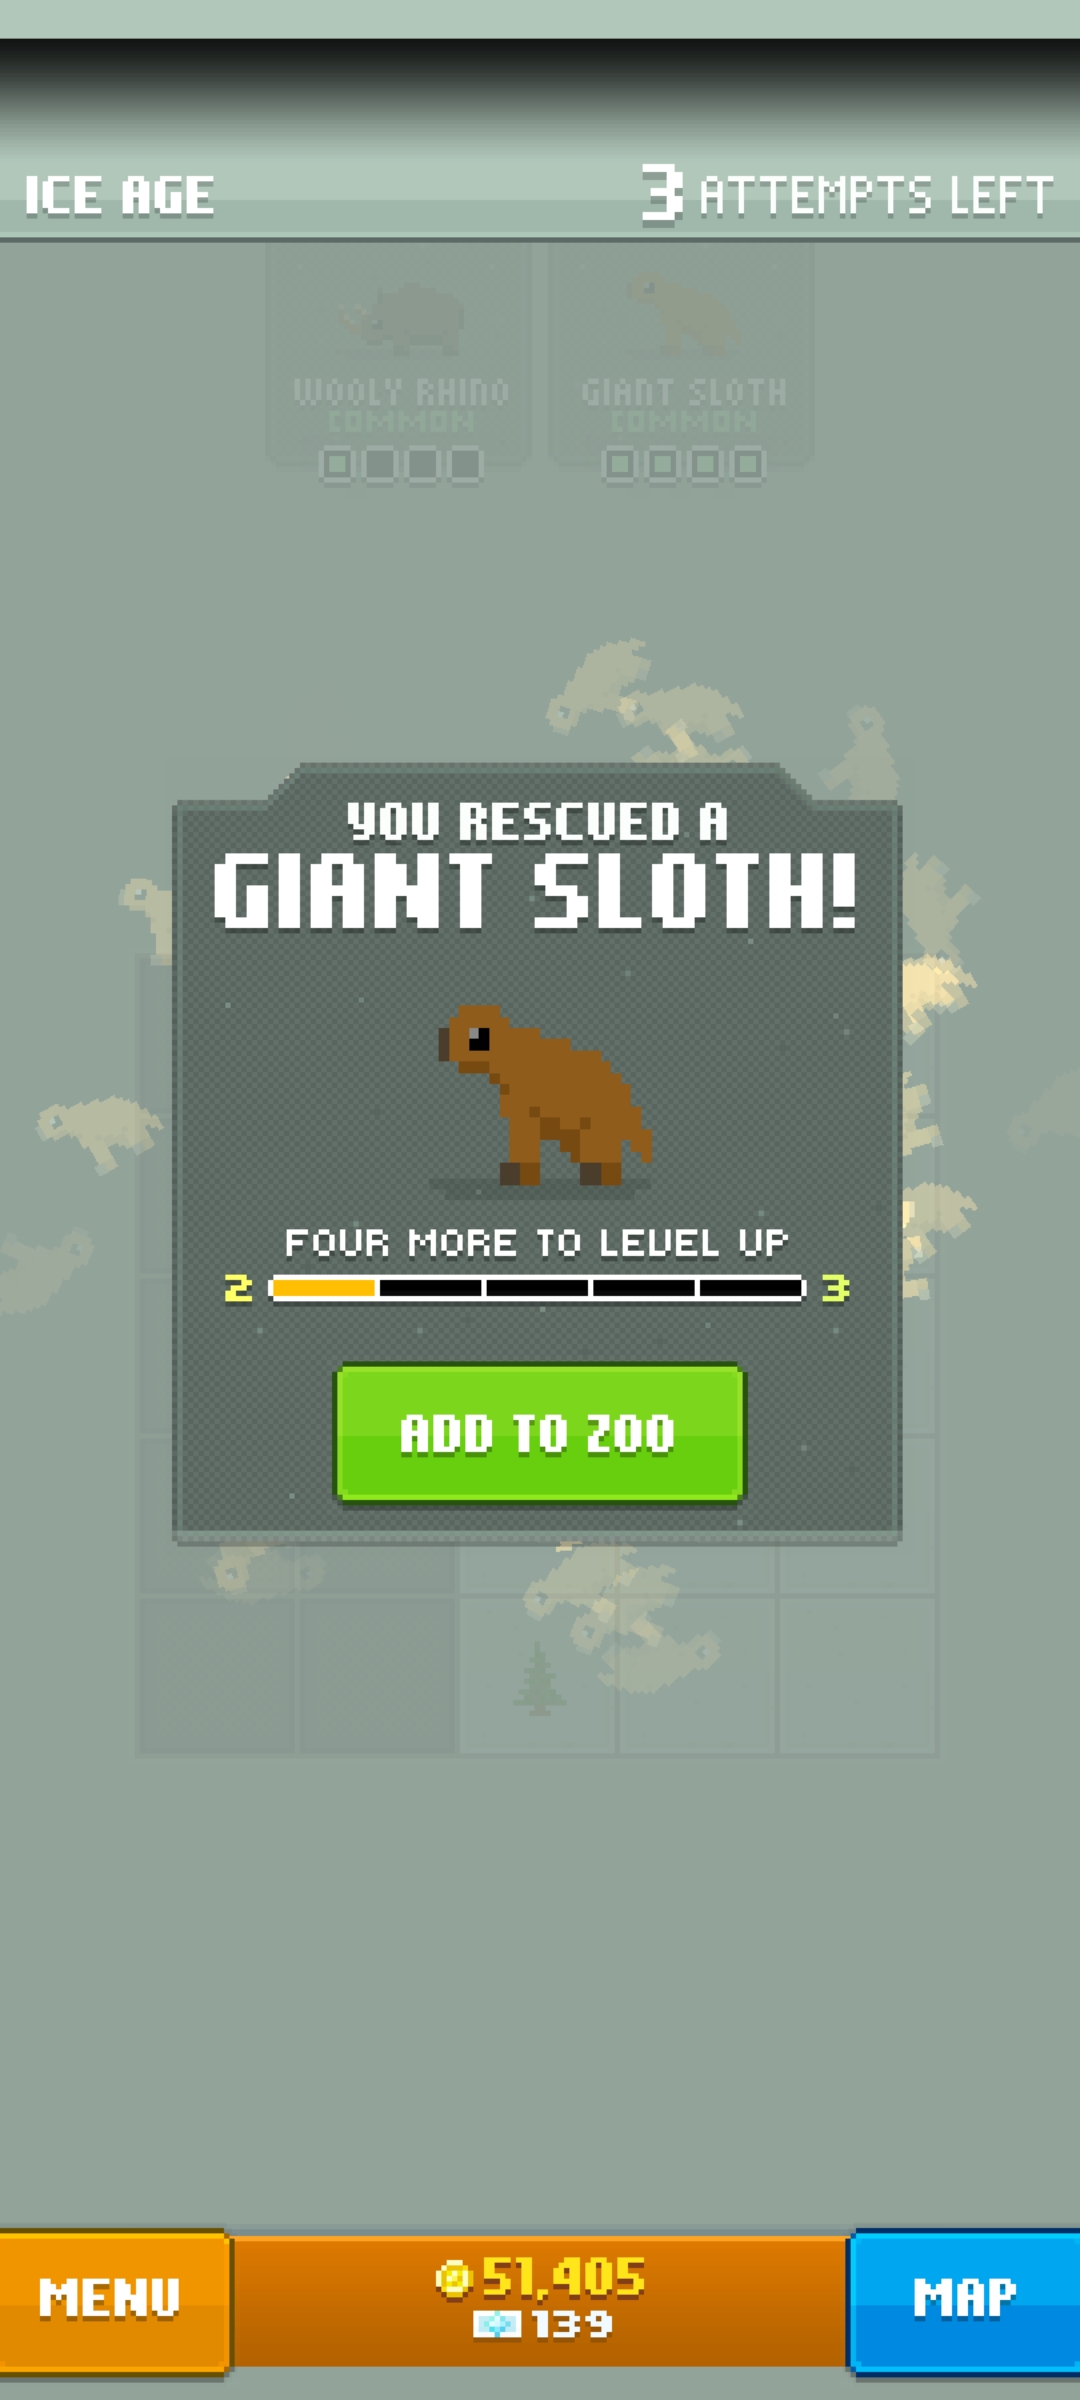 ICE AGE
3 ATTEMPTS LEFT
WOOLY RHINO
COMMON
GIANT SLOTH
COMMON
YOU RESCUED A
GIANT SLOTH!
FOUR MORE TO LEVEL UP
2 3
ADD TO ZOO
MENU
51,405
139
MAP